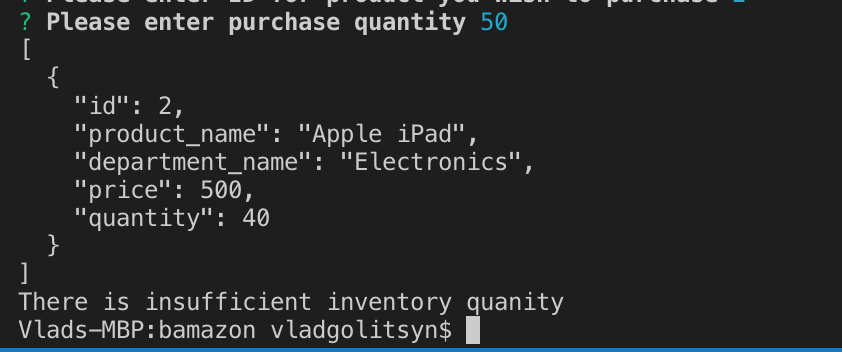 ? Please enter ID for product you wish to purchase 2
? Please enter purchase quantity 50
[
  {
    "id": 2,
    "product_name": "Apple iPad",
    "department_name": "Electronics",
    "price": 500,
    "quantity": 40
  }
]
There is insufficient inventory quanity
Vlads-MBP:bamazon vladgolitsyn$